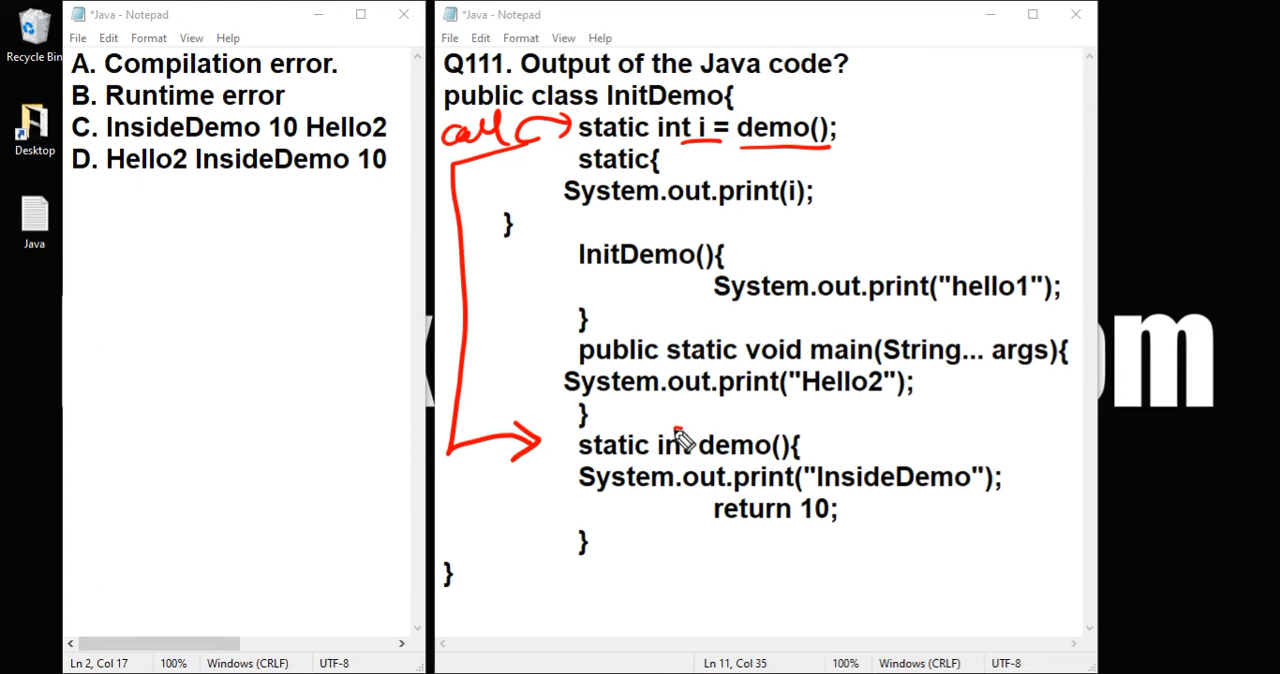 *Java - Notepad
File Edit Format View Help
Recycle Bin
Desktop
Java
A. Compilation error.
B. Runtime error
C. InsideDemo 10 Hello2
D. Hello2 InsideDemo 10
Ln 2, Col 17 100% Windows (CRLF) UTF-8
*Java - Notepad
File Edit Format View Help
Q111. Output of the Java code?
public class InitDemo{
call
static int i = demo();
static{
System.out.print(i);
}
InitDemo(){
System.out.print("hello1");
}
public static void main(String... args){
System.out.print("Hello2");
}
static int demo(){
System.out.print("InsideDemo");
return 10;
}
}
Ln 11, Col 35 100% Windows (CRLF) UTF-8
om